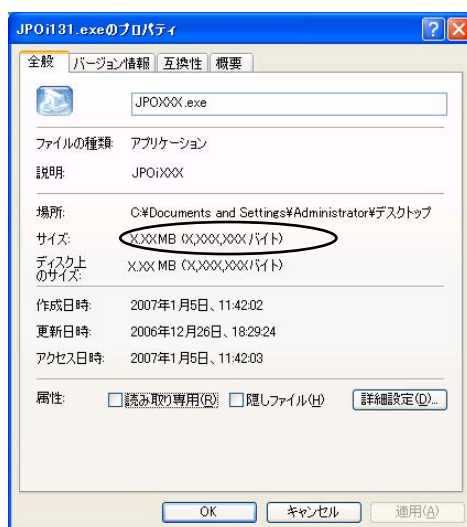 JPOi131.exeのプロパティ
全般 バージョン情報 互換性 概要
JPOXXX.exe
ファイルの種類: アプリケーション
説明: JPOiXXX
場所: C:¥Documents and Settings¥Administrator¥デスクトップ
サイズ: X.XXMB (X,XXX,XXX バイト)
ディスク上
のサイズ: X.XX MB (X,XXX,XXXバイト)
作成日時: 2007年1月5日、11:42:02
更新日時: 2006年12月26日、18:29:24
アクセス日時: 2007年1月5日、11:42:03
属性: 読み取り専用(R) 隠しファイル(H) 詳細設定(D)...
OK キャンセル 適用(A)